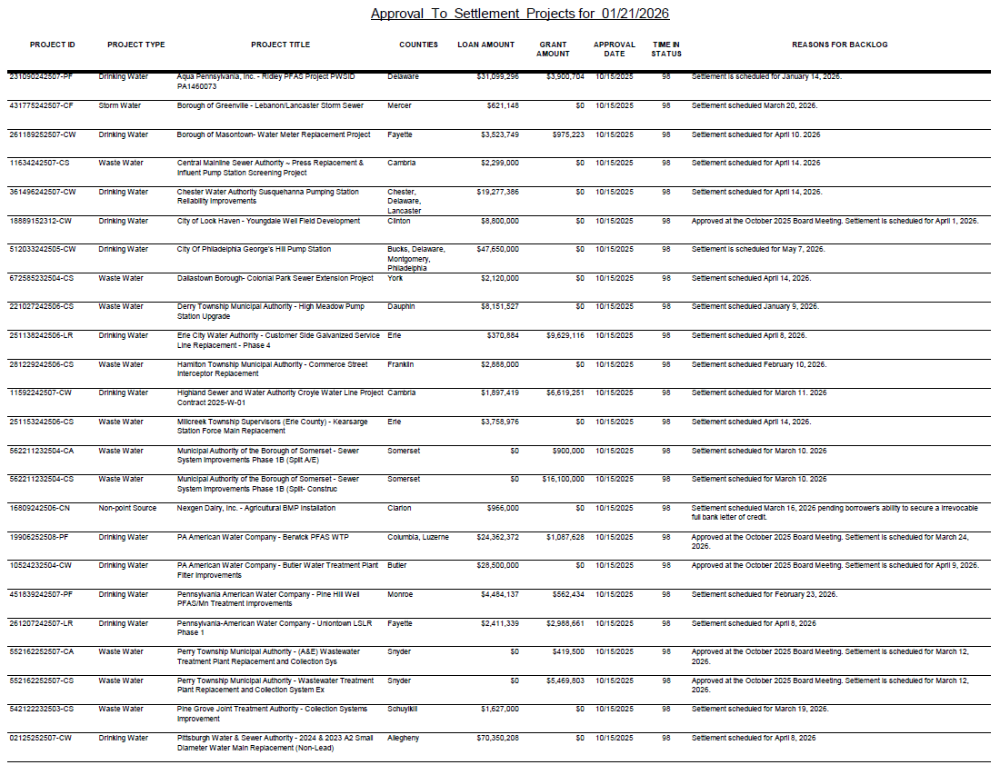 Approval To Settlement Projects for 01/21/2026
PROJECT ID PROJECT TYPE PROJECT TITLE COUNTIES LOAN AMOUNT GRANT AMOUNT APPROVAL DATE TIME IN STATUS REASONS FOR BACKLOG
231090242507-PF Drinking Water Aqua Pennsylvania, Inc. - Ridley PFAS Project PWSID Delaware $31,099,296 $3,900,704 10/15/2025 98 Settlement is scheduled for January 14, 2026.
PA1460073
431775242507-CF Storm Water Borough of Greenville - Lebanon/Lancaster Storm Sewer Mercer $621,148 $0 10/15/2025 98 Settlement scheduled March 20, 2026.
261189252507-CW Drinking Water Borough of Masontown- Water Meter Replacement Project Fayette $3,523,749 $975,223 10/15/2025 98 Settlement scheduled for April 10. 2026
11634242507-CS Waste Water Central Mainline Sewer Authority ~ Press Replacement & Cambria $2,299,000 $0 10/15/2025 98 Settlement scheduled for April 14. 2026
Influent Pump Station Screening Project
361496242507-CW Drinking Water Chester Water Authority Susquehanna Pumping Station Chester, $19,277,386 $0 10/15/2025 98 Settlement scheduled for April 14, 2026.
Reliability Improvements Delaware,
Lancaster
18889152312-CW Drinking Water City of Lock Haven - Youngdale Well Field Development Clinton $8,800,000 $0 10/15/2025 98 Approved at the October 2025 Board Meeting. Settlement is scheduled for April 1, 2026.
512033242505-CW Drinking Water City Of Philadelphia George's Hill Pump Station Bucks, Delaware, $47,650,000 $0 10/15/2025 98 Settlement is scheduled for May 7, 2026.
Montgomery,
Philadelphia
672585232504-CS Waste Water Dallastown Borough- Colonial Park Sewer Extension Project York $2,120,000 $0 10/15/2025 98 Settlement scheduled April 14, 2026.
221027242506-CS Waste Water Derry Township Municipal Authority - High Meadow Pump Dauphin $8,151,527 $0 10/15/2025 98 Settlement scheduled January 9, 2026.
Station Upgrade
251138242506-LR Drinking Water Erie City Water Authority - Customer Side Galvanized Service Erie $370,884 $9,629,116 10/15/2025 98 Settlement scheduled April 8, 2026.
Line Replacement - Phase 4
281229242506-CS Waste Water Hamilton Township Municipal Authority - Commerce Street Franklin $2,888,000 $0 10/15/2025 98 Settlement scheduled February 10, 2026.
Interceptor Replacement
11592242507-CW Drinking Water Highland Sewer and Water Authority Croyle Water Line Project Cambria $1,897,419 $6,619,251 10/15/2025 98 Settlement scheduled for March 11. 2026
Contract 2025-W-01
251153242506-CS Waste Water Millcreek Township Supervisors (Erie County) - Kearsarge Erie $3,758,976 $0 10/15/2025 98 Settlement scheduled April 14, 2026.
Station Force Main Replacement
562211232504-CA Waste Water Municipal Authority of the Borough of Somerset - Sewer Somerset $0 $900,000 10/15/2025 98 Settlement scheduled for March 10. 2026
System Improvements Phase 1B (Split A/E)
562211232504-CS Waste Water Municipal Authority of the Borough of Somerset - Sewer Somerset $0 $16,100,000 10/15/2025 98 Settlement scheduled for March 10. 2026
System Improvements Phase 1B (Split- Construc
16809242506-CN Non-point Source Nexgen Dairy, Inc. - Agricultural BMP Installation Clarion $966,000 $0 10/15/2025 98 Settlement scheduled March 16, 2026 pending borrower's ability to secure a irrevocable
full bank letter of credit.
19906252508-PF Drinking Water PA American Water Company - Berwick PFAS WTP Columbia, Luzerne $24,362,372 $1,087,628 10/15/2025 98 Approved at the October 2025 Board Meeting. Settlement is scheduled for March 24,
2026.
10524232504-CW Drinking Water PA American Water Company - Butler Water Treatment Plant Butler $28,500,000 $0 10/15/2025 98 Approved at the October 2025 Board Meeting. Settlement is scheduled for April 9, 2026.
Filter Improvements
451839242507-PF Drinking Water Pennsylvania American Water Company - Pine Hill Well Monroe $4,484,137 $562,434 10/15/2025 98 Settlement scheduled for February 23, 2026.
PFAS/Mn Treatment Improvements
261207242507-LR Drinking Water Pennsylvania-American Water Company - Uniontown LSLR Fayette $2,411,339 $2,988,661 10/15/2025 98 Settlement scheduled for April 8, 2026
Phase 1
552162252507-CA Waste Water Perry Township Municipal Authority - (A&E) Wastewater Snyder $0 $419,500 10/15/2025 98 Approved at the October 2025 Board Meeting. Settlement is scheduled for March 12,
Treatment Plant Replacement and Collection Sys 2026.
552162252507-CS Waste Water Perry Township Municipal Authority - Wastewater Treatment Snyder $0 $5,469,803 10/15/2025 98 Approved at the October 2025 Board Meeting. Settlement is scheduled for March 12,
Plant Replacement and Collection System Ex 2026.
542122232503-CS Waste Water Pine Grove Joint Treatment Authority - Collection Systems Schuylkill $1,627,000 $0 10/15/2025 98 Settlement scheduled for March 19, 2026.
Improvement
02125252507-CW Drinking Water Pittsburgh Water & Sewer Authority - 2024 & 2023 A2 Small Allegheny $70,350,208 $0 10/15/2025 98 Settlement scheduled for April 8, 2026
Diameter Water Main Replacement (Non-Lead)